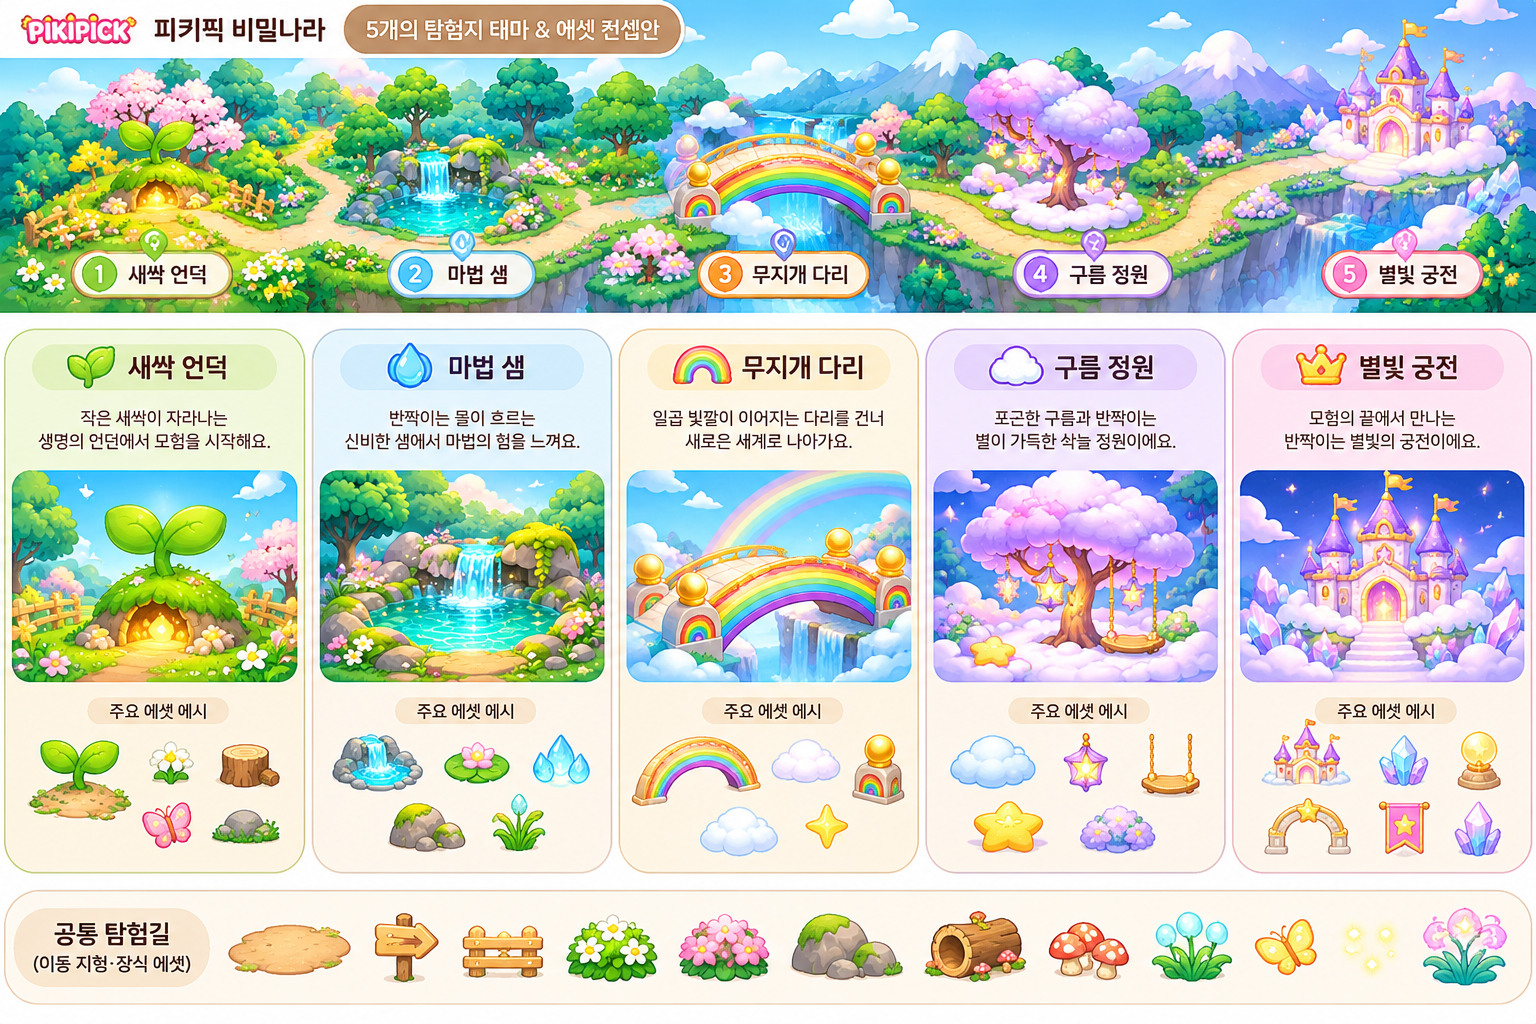 PIKIPICK 피키픽 비밀나라 5개의 탐험지 태마 & 애셋 컨셉안
1 새싹 언덕
2 마법 샘
3 무지개 다리
4 구름 정원
5 별빛 궁전
새싹 언덕
작은 새싹이 자라나는
생명의 언덕에서 모험을 시작해요.
주요 에셋 에시
마법 샘
반짝이는 물이 흐르는
신비한 샘에서 마법의 힘을 느껴요.
주요 에셋 에시
무지개 다리
일곱 빛깔이 이어지는 다리를 건너
새로은 세계로 나아가요.
주요 에셋 에시
구름 정원
포곤한 구름과 반짝이는
별이 가득한 삭늘 정원이에요.
주요 에셋 에시
별빛 궁전
모험의 끝에서 만나는
반짝이는 별빛의 궁전이에요.
주요 에셋 에시
공통 탐험길
(이동 지형·장식 에셋)